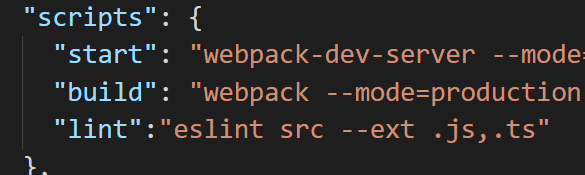 "scripts": {
"start": "webpack-dev-server --mode=
"build": "webpack --mode=production
"lint":"eslint src --ext .js,.ts"
},